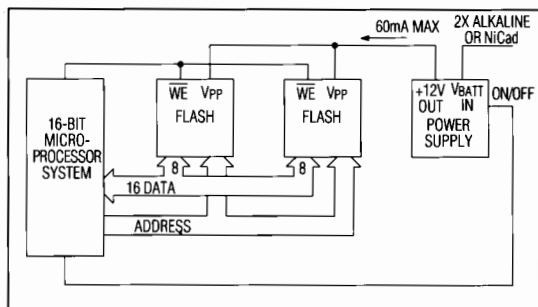 60mA MAX
2X ALKALINE
OR NiCad
WE VPP
FLASH
WE VPP
FLASH
+12V VBATT
OUT IN
POWER
SUPPLY
ON/OFF
16-BIT
MICRO-
PROCESSOR
SYSTEM
8
8
16 DATA
ADDRESS